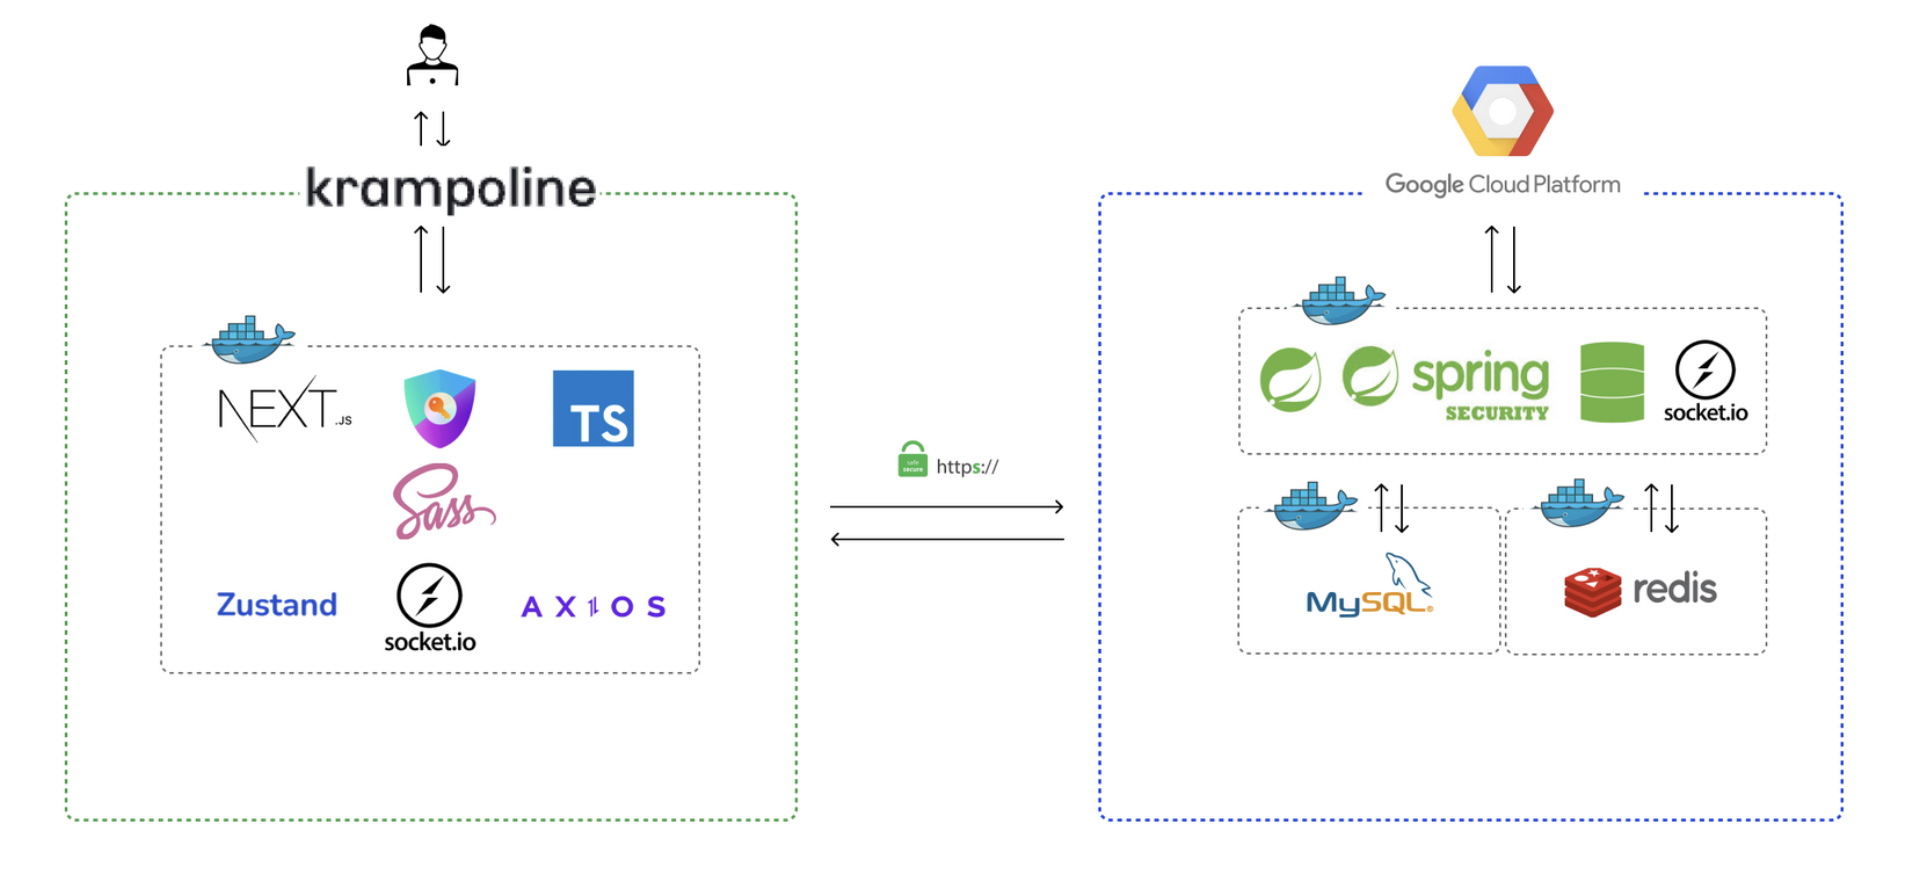 krampoline
NEXT.JS
TS
Sass
Zustand
socket.io
AXIOS
safe
secure
https://
Google Cloud Platform
spring
SECURITY
socket.io
MySQL®
redis